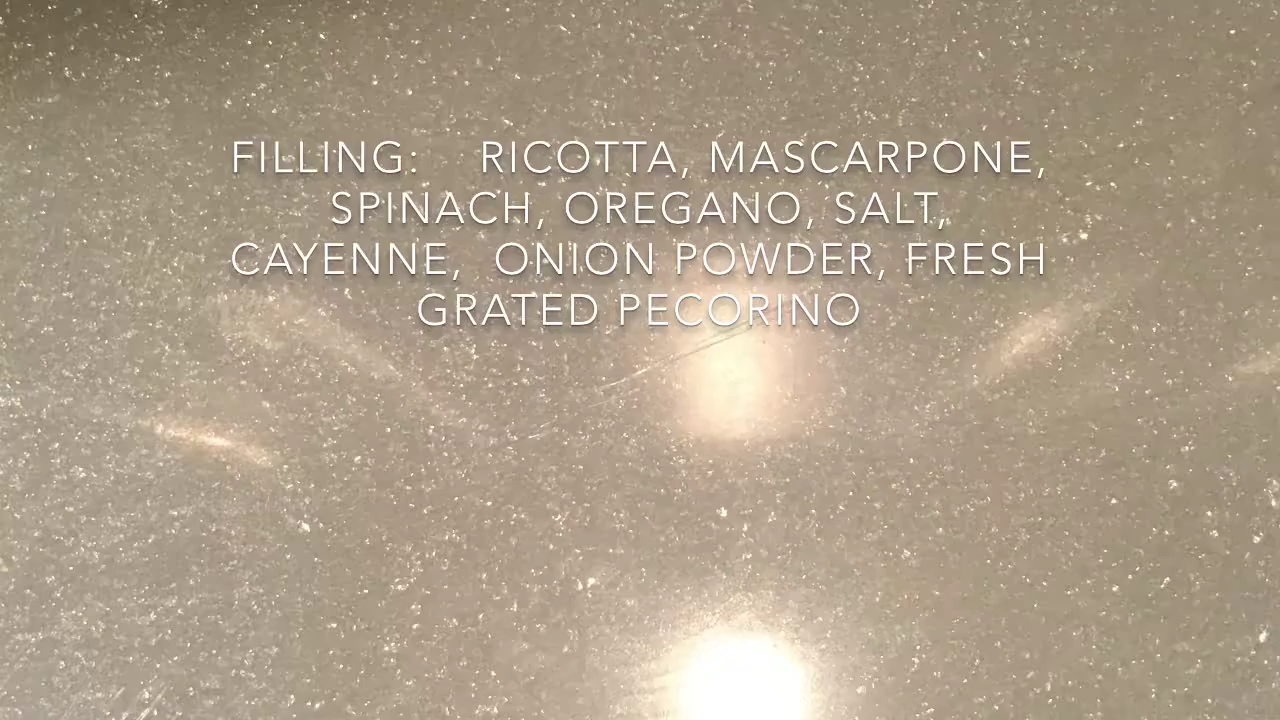 FILLING: RICOTTA, MASCARPONE,
SPINACH, OREGANO, SALT,
CAYENNE, ONION POWDER, FRESH
GRATED PECORINO